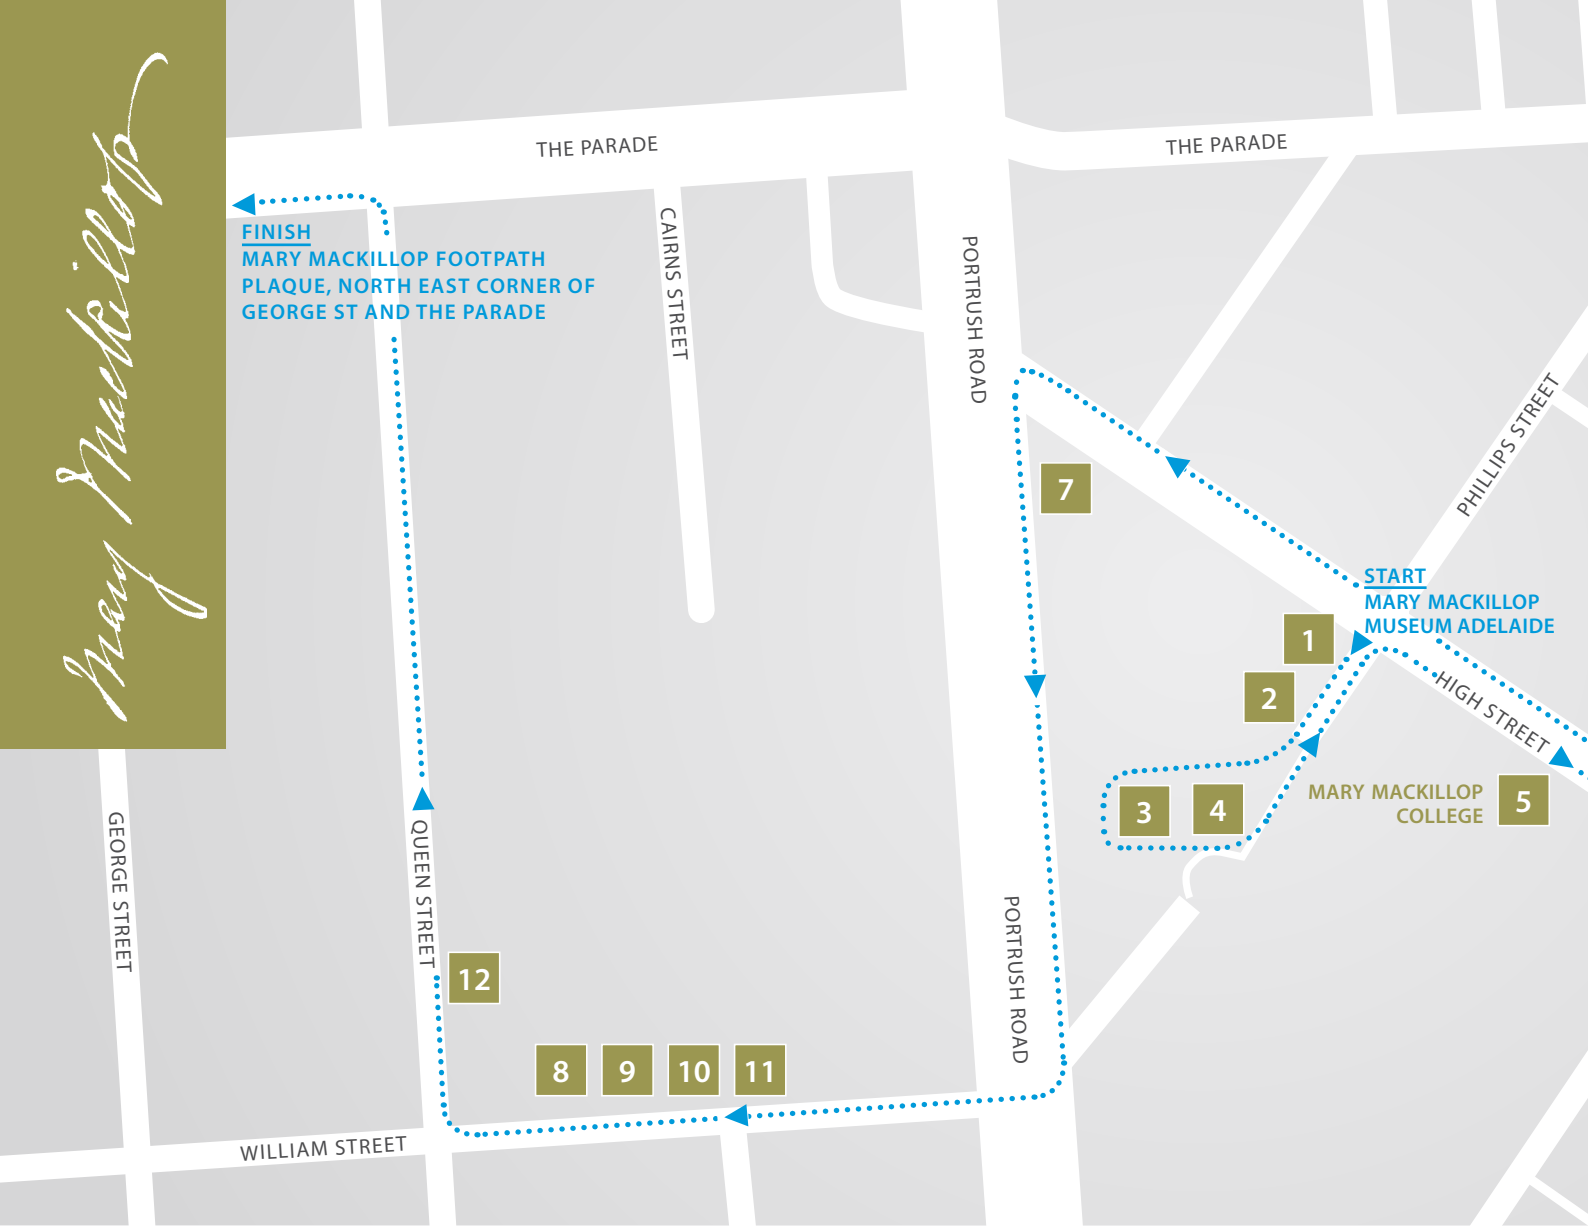 Mary MacKillop
THE PARADE
THE PARADE
FINISH
MARY MACKILLOP FOOTPATH
PLAQUE, NORTH EAST CORNER OF
GEORGE ST AND THE PARADE
CAIRNS STREET
PORTRUSH ROAD
PHILLIPS STREET
7
START
MARY MACKILLOP
MUSEUM ADELAIDE
1
2
HIGH STREET
3
4
MARY MACKILLOP
COLLEGE
5
GEORGE STREET
QUEEN STREET
PORTRUSH ROAD
12
8
9
10
11
WILLIAM STREET